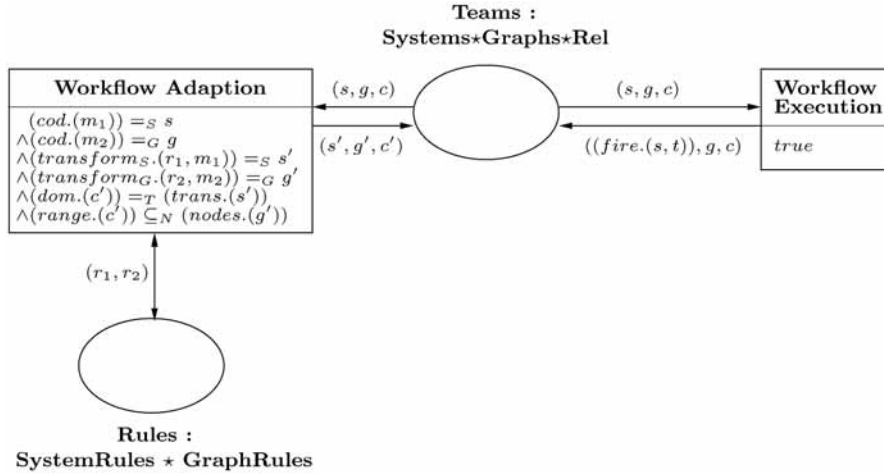 Teams :
Systems⋆Graphs⋆Rel
Workflow Adaption
(cod.(m₁)) =_S s
∧(cod.(m₂)) =_G g
∧(transform_S.(r₁, m₁)) =_S s′
∧(transform_G.(r₂, m₂)) =_G g′
∧(dom.(c′)) =_T (trans.(s′))
∧(range.(c′)) ⊆_N (nodes.(g′))
(s, g, c)
(s′, g′, c′)
(s, g, c)
((fire.(s, t)), g, c)
Workflow
Execution
true
(r₁, r₂)
Rules :
SystemRules ⋆ GraphRules